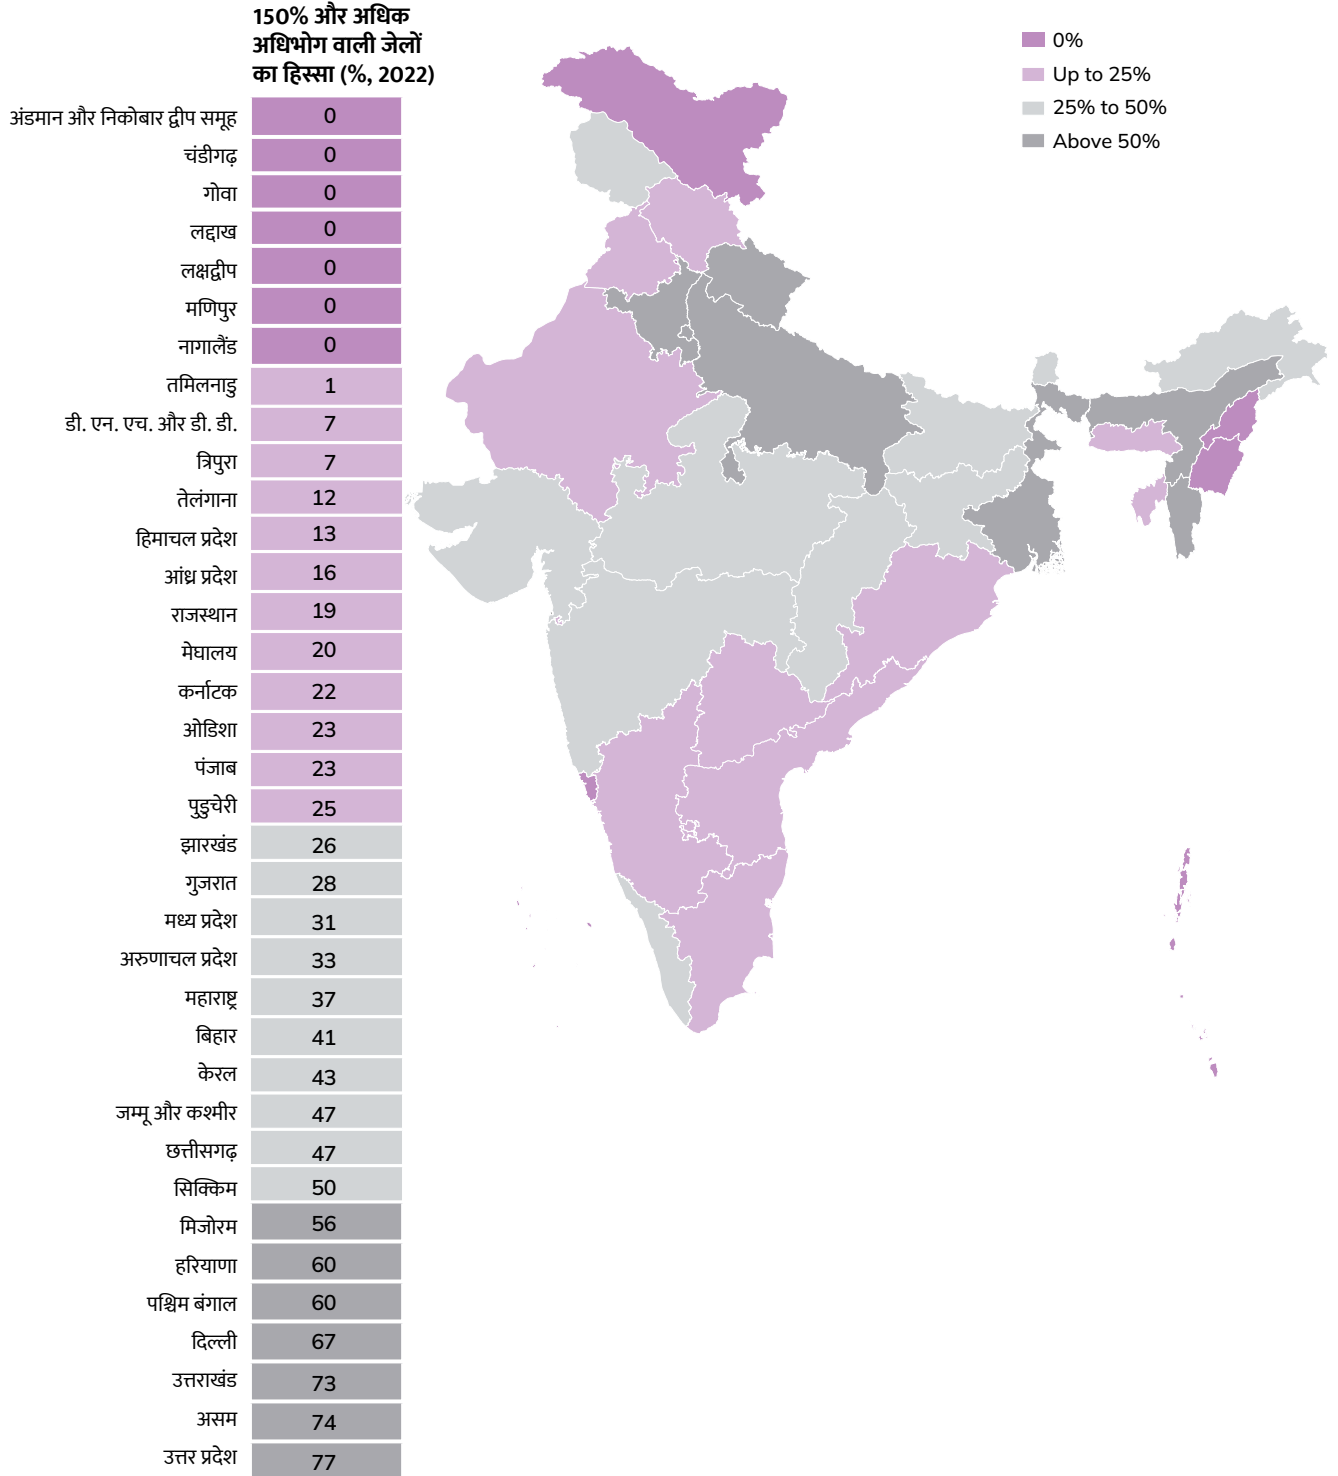 150% और अधिक
अधिभोग वाली जेलों
का हिस्सा (%, 2022)
0%
Up to 25%
25% to 50%
Above 50%
अंडमान और निकोबार द्वीप समूह 0
चंडीगढ़ 0
गोवा 0
लद्दाख 0
लक्षद्वीप 0
मणिपुर 0
नागालैंड 0
तमिलनाडु 1
डी. एन. एच. और डी. डी. 7
त्रिपुरा 7
तेलंगाना 12
हिमाचल प्रदेश 13
आंध्र प्रदेश 16
राजस्थान 19
मेघालय 20
कर्नाटक 22
ओडिशा 23
पंजाब 23
पुडुचेरी 25
झारखंड 26
गुजरात 28
मध्य प्रदेश 31
अरुणाचल प्रदेश 33
महाराष्ट्र 37
बिहार 41
केरल 43
जम्मू और कश्मीर 47
छत्तीसगढ़ 47
सिक्किम 50
मिजोरम 56
हरियाणा 60
पश्चिम बंगाल 60
दिल्ली 67
उत्तराखंड 73
असम 74
उत्तर प्रदेश 77